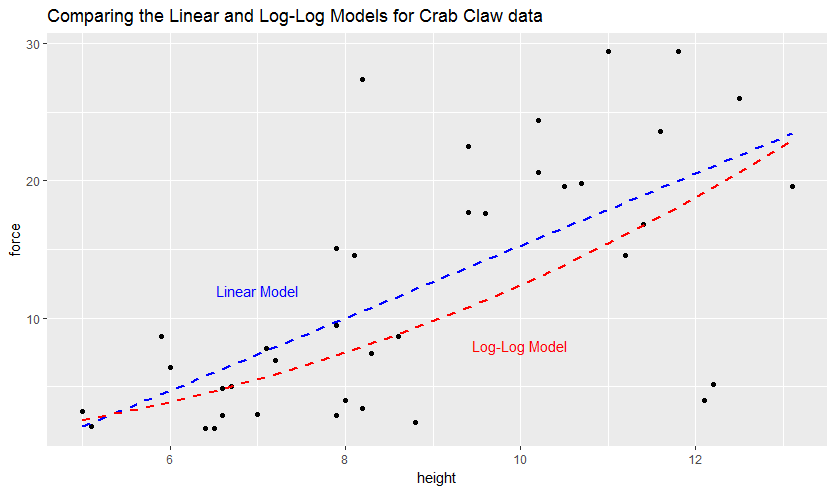 Comparing the Linear and Log-Log Models for Crab Claw data
30
20
10
force
Linear Model
Log-Log Model
6 8 10 12
height